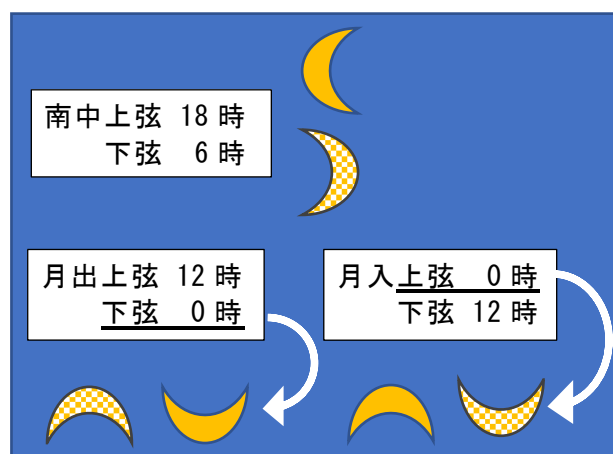 南中上弦 18時
下弦 6時
月出上弦 12時
下弦 0時
月入上弦 0時
下弦 12時